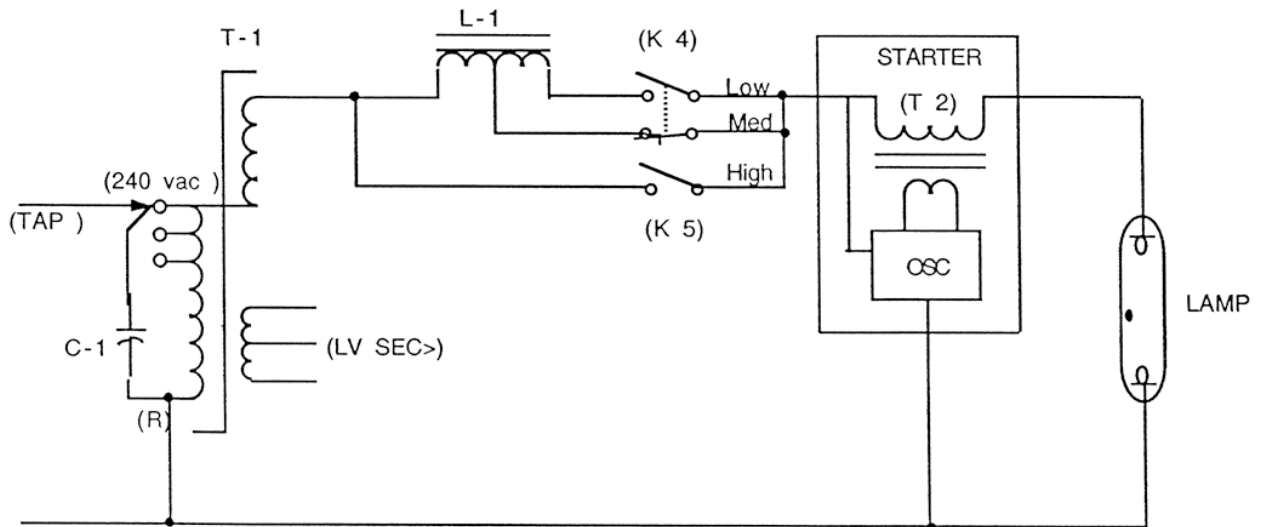 L-1
T-1
(K 4)
STARTER
Low
(T 2)
Med
High
(240 vac )
(TAP )
(K 5)
OSC
LAMP
C-1
(LV SEC>)
(R)